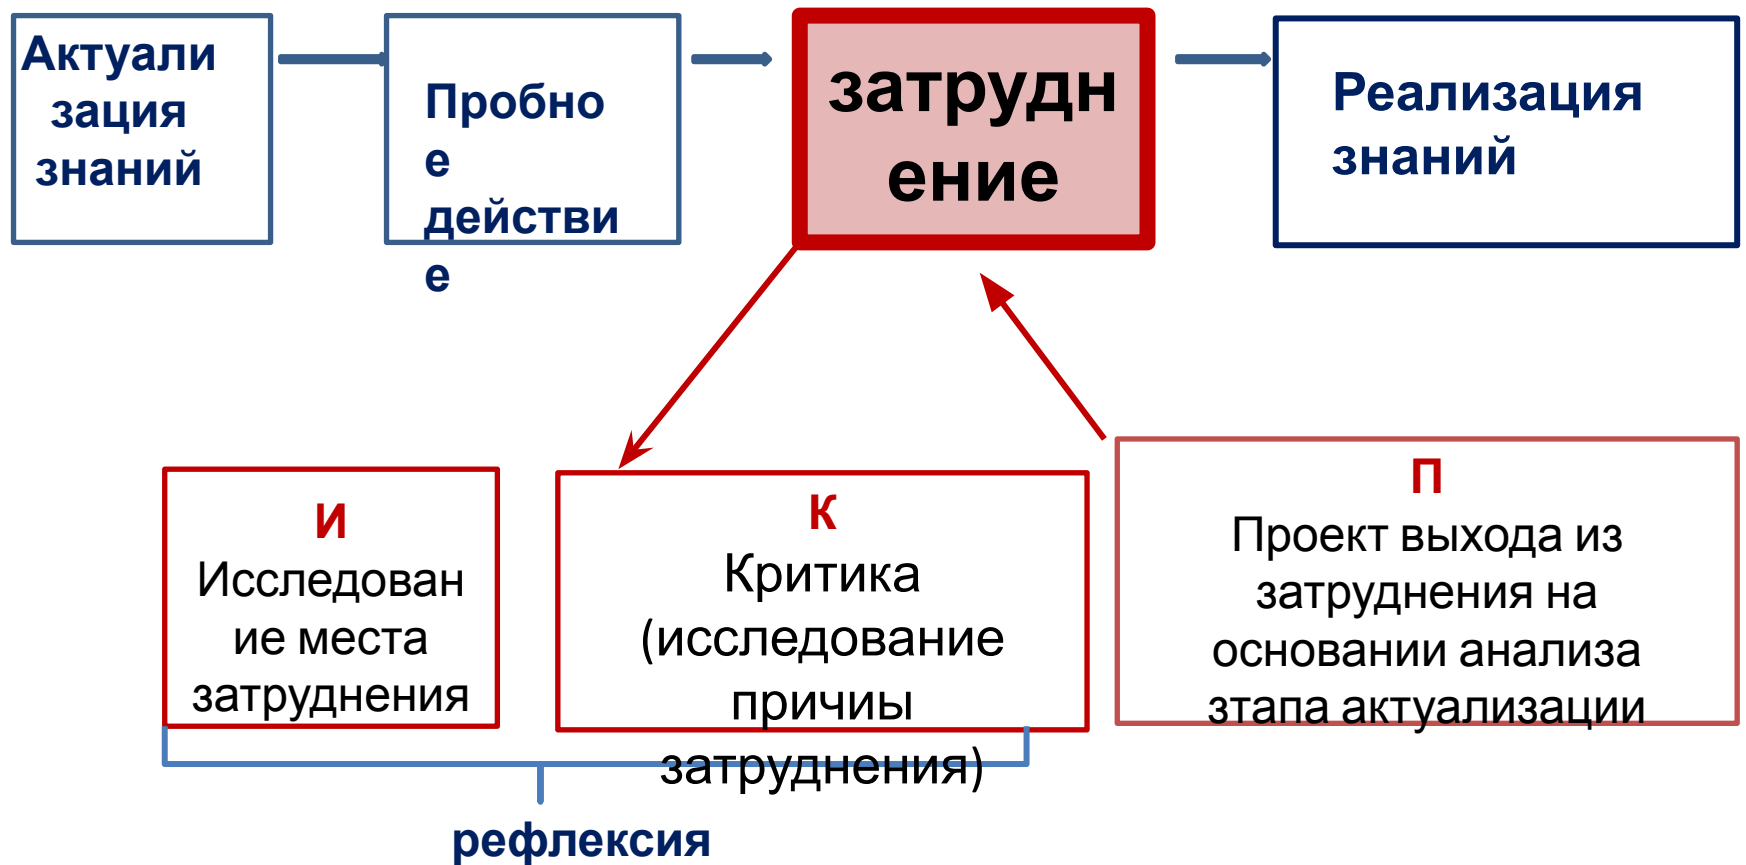 Актуали
зация
знаний
Пробно
е
действи
е
затрудн
ение
Реализация
знаний
И
Исследован
ие места
затруднения
К
Критика
(исследование
причиы
затруднения)
П
Проект выхода из
затруднения на
основании анализа
зтапа актуализации
рефлексия